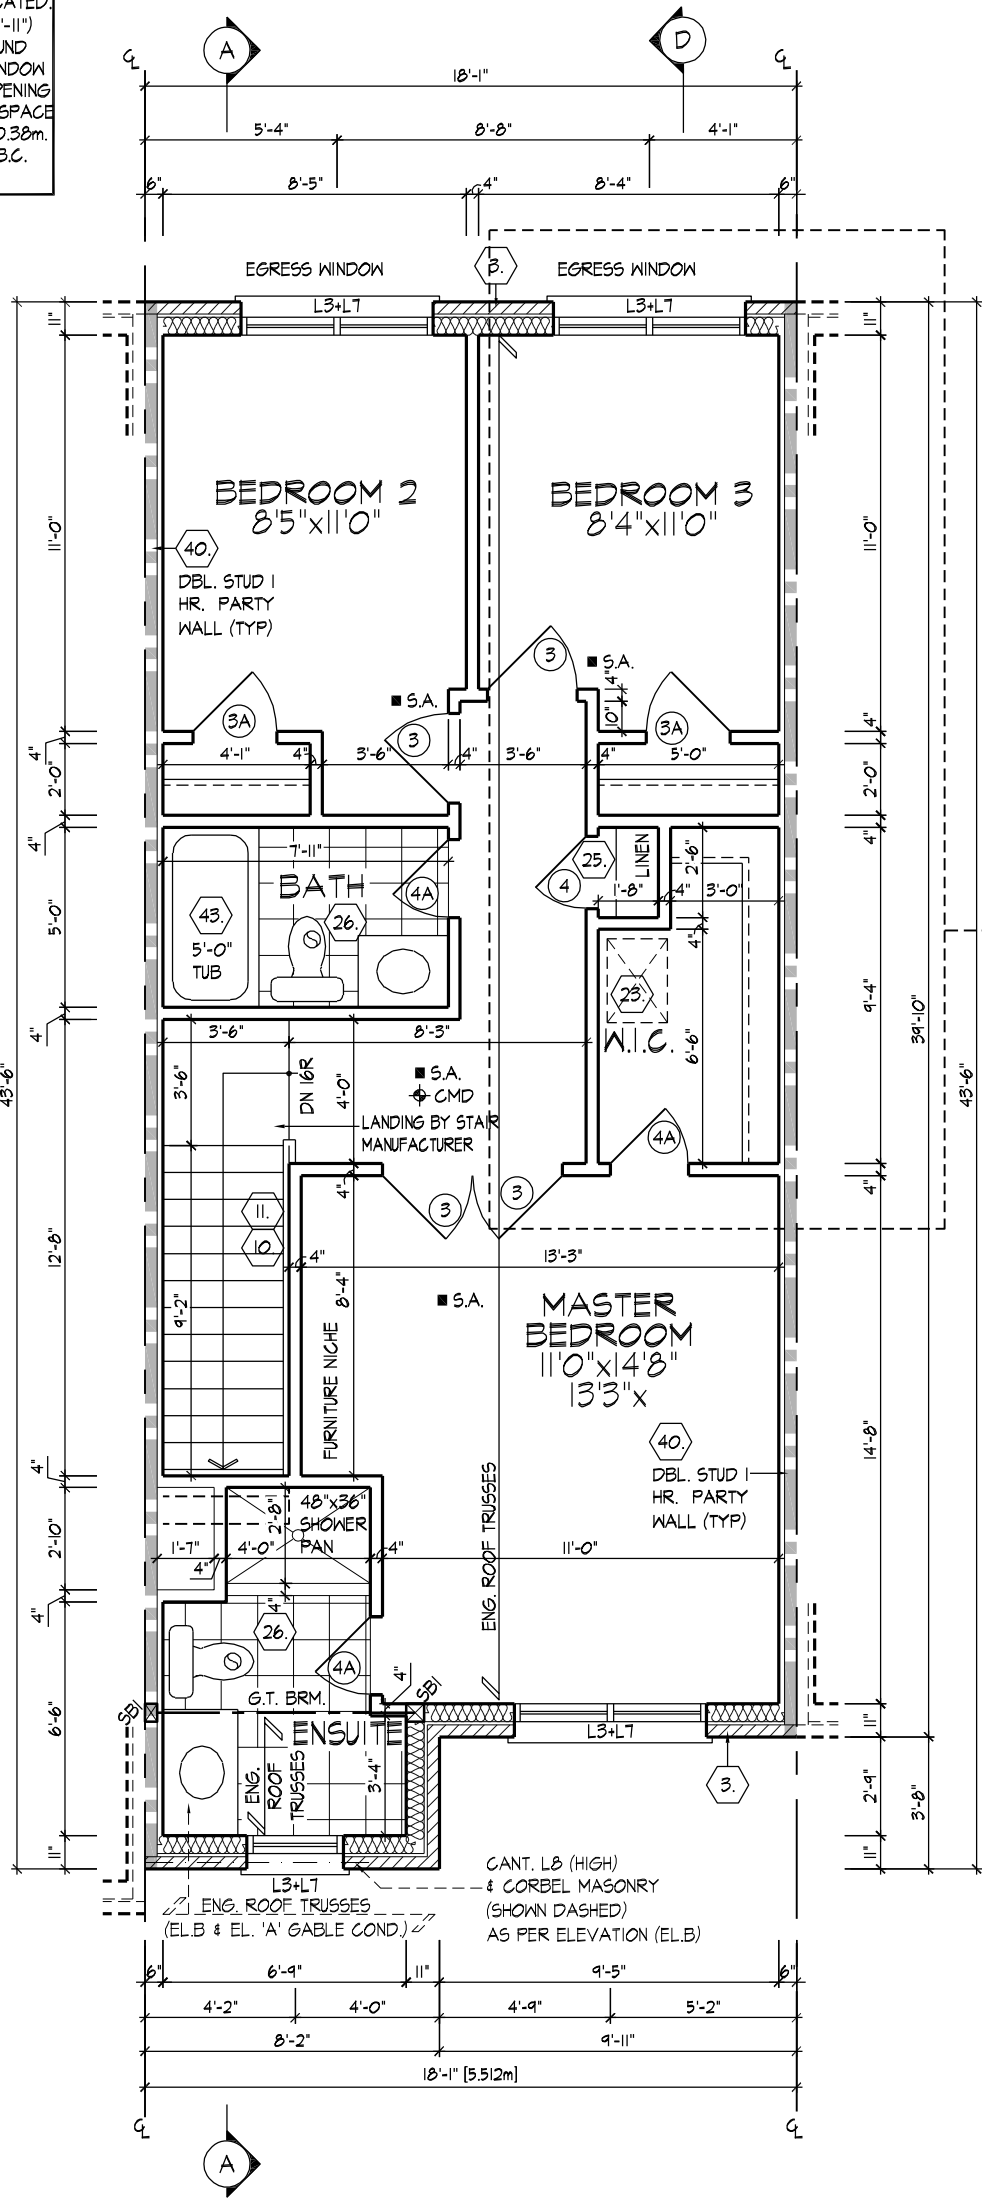 CATED.
'-11")
UND
NDOW
PENING
SPACE
0.38m.
B.C.
A
D
18'-1"
5'-4" 8'-8" 4'-1"
6" 8'-5" 4" 8'-4" 6"
EGRESS WINDOW 3. EGRESS WINDOW
L3+L7 L3+L7
11" 11"
BEDROOM 2
8'5"x11'0"
BEDROOM 3
8'4"x11'0"
11'-0" 11'-0"
40.
DBL. STUD 1
HR. PARTY
WALL (TYP)
3
S.A.
S.A.
4"
10"
3A 3 3A
4" 4"
4'-1" 4" 3'-6" 4" 3'-6" 4" 5'-0"
2'-0" 2'-0"
4" 4"
7'-11"
BATH
4A
25.
4
LINEN
2'-6"
1'-8" 4" 3'-0"
43.
5'-0"
TUB
26.
5'-0"
4"
23.
W.I.C.
6'-6"
9'-4"
39'-10"
43'-6" 43'-6"
4"
3'-6" 8'-3"
3'-6"
DN 16R
4'-0"
S.A.
CMD
LANDING BY STAIR
MANUFACTURER
4A
4" 4"
3 3
11.
10.
12'-8"
4" 13'-3"
9'-2"
8'-4"
S.A.
MASTER
BEDROOM
11'0"x14'8"
13'3"x
FURNITURE NICHE
40.
DBL. STUD 1
HR. PARTY
WALL (TYP)
14'-8"
ENG. ROOF TRUSSES
4"
2'-8"
48"x36"
SHOWER
PAN
2'-10"
1'-7" 4" 4'-0" 4" 11'-0"
4"
4"
26.
4A
4"
SB1 SB1
G.T. BRM.
6'-6"
ENSUITE
ENG.
ROOF
TRUSSES
3'-4"
L3+L7
11"
3.
2'-9"
3'-8"
11" 11"
L3+L7
ENG. ROOF TRUSSES
(EL.B & EL. 'A' GABLE COND.)
CANT. L8 (HIGH)
& CORBEL MASONRY
(SHOWN DASHED)
AS PER ELEVATION (EL.B)
6" 6'-9" 11" 9'-5" 6"
4'-2" 4'-0" 4'-9" 5'-2"
8'-2" 9'-11"
18'-1" [5.512m]
A